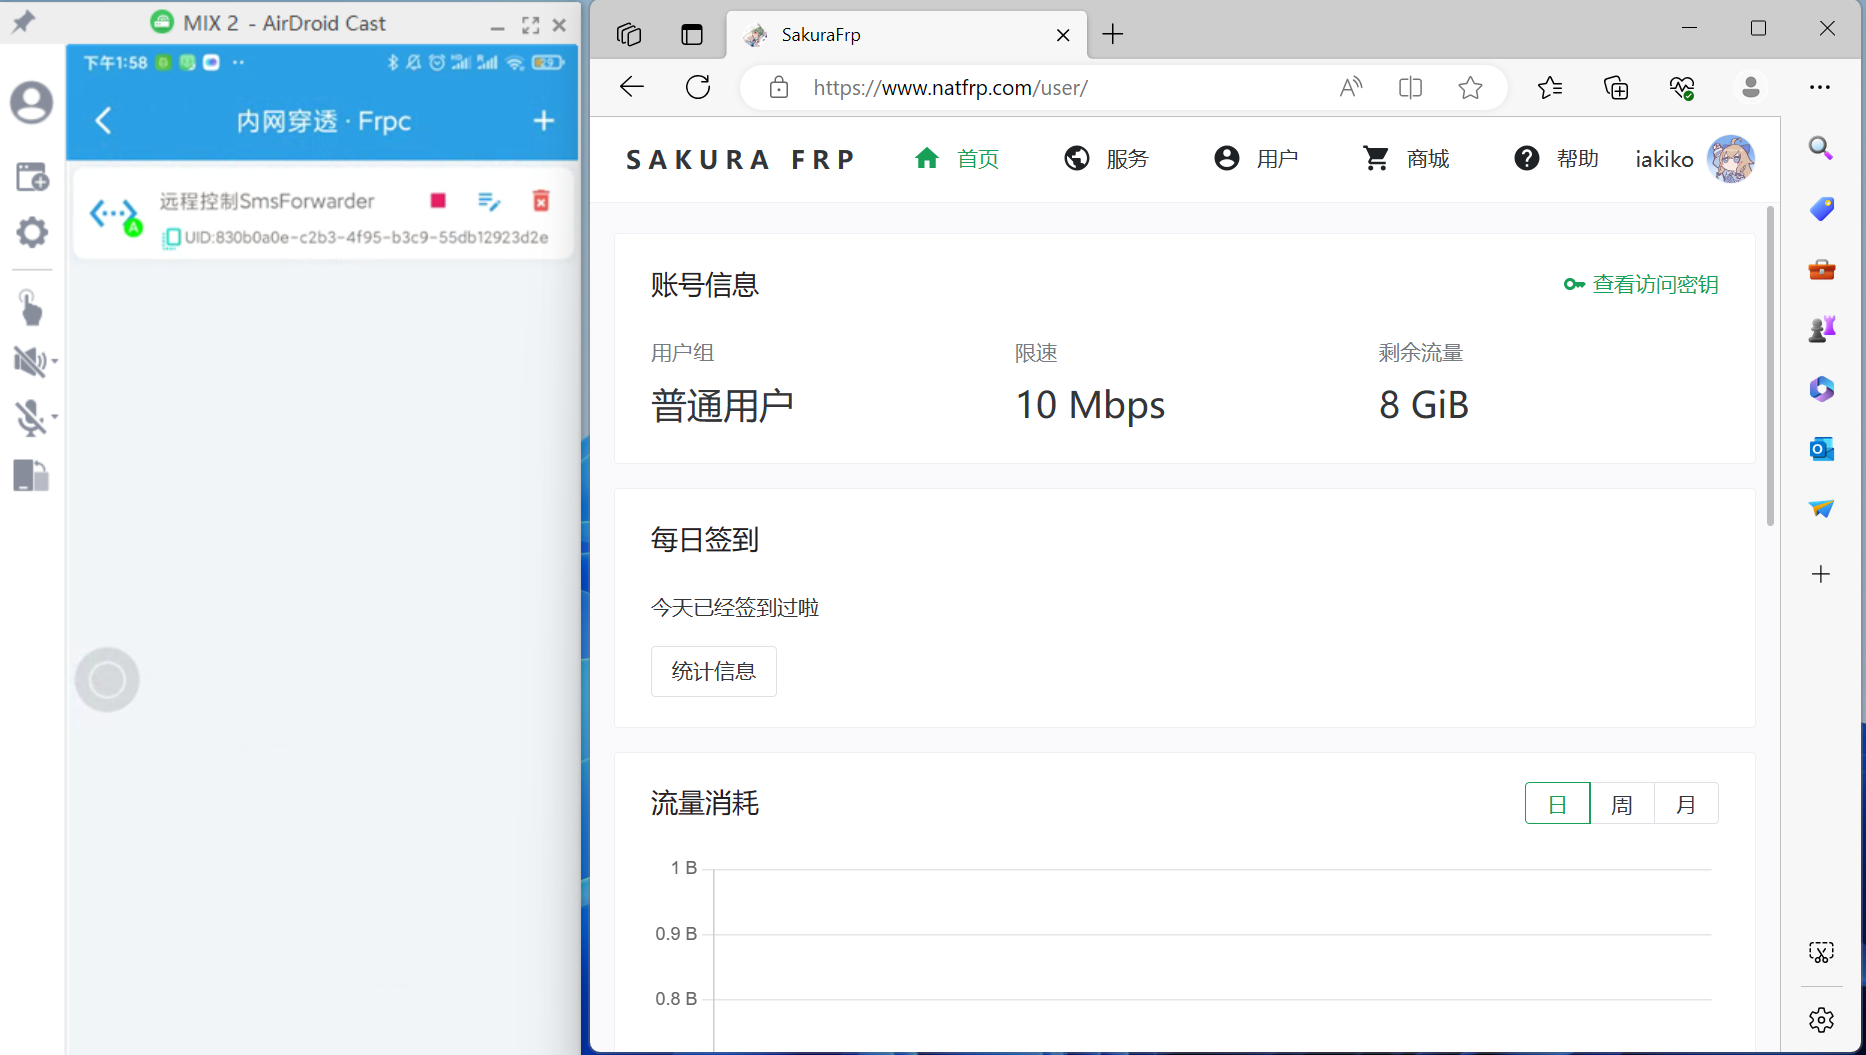 MIX 2 - AirDroid Cast
下午1:58
内网穿透 · Frpc
远程控制SmsForwarder
UID:830b0a0e-c2b3-4f95-b3c9-55db12923d2e
SakuraFrp
https://www.natfrp.com/user/
SAKURA FRP
首页
服务
用户
商城
帮助
iakiko
账号信息
查看访问密钥
用户组
限速
剩余流量
普通用户
10 Mbps
8 GiB
每日签到
今天已经签到过啦
统计信息
流量消耗
日
周
月
1 B
0.9 B
0.8 B